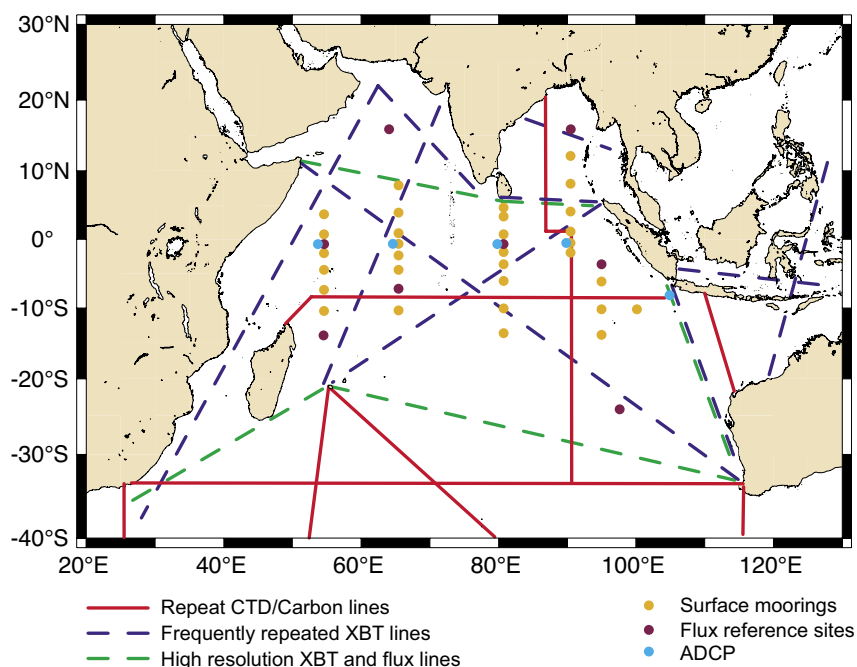 30°N
20°N
10°N
0°
-10°S
-20°S
-30°S
-40°S
20°E 40°E 60°E 80°E 100°E 120°E
Repeat CTD/Carbon lines
Frequently repeated XBT lines
High resolution XBT and flux lines
Surface moorings
Flux reference sites
ADCP